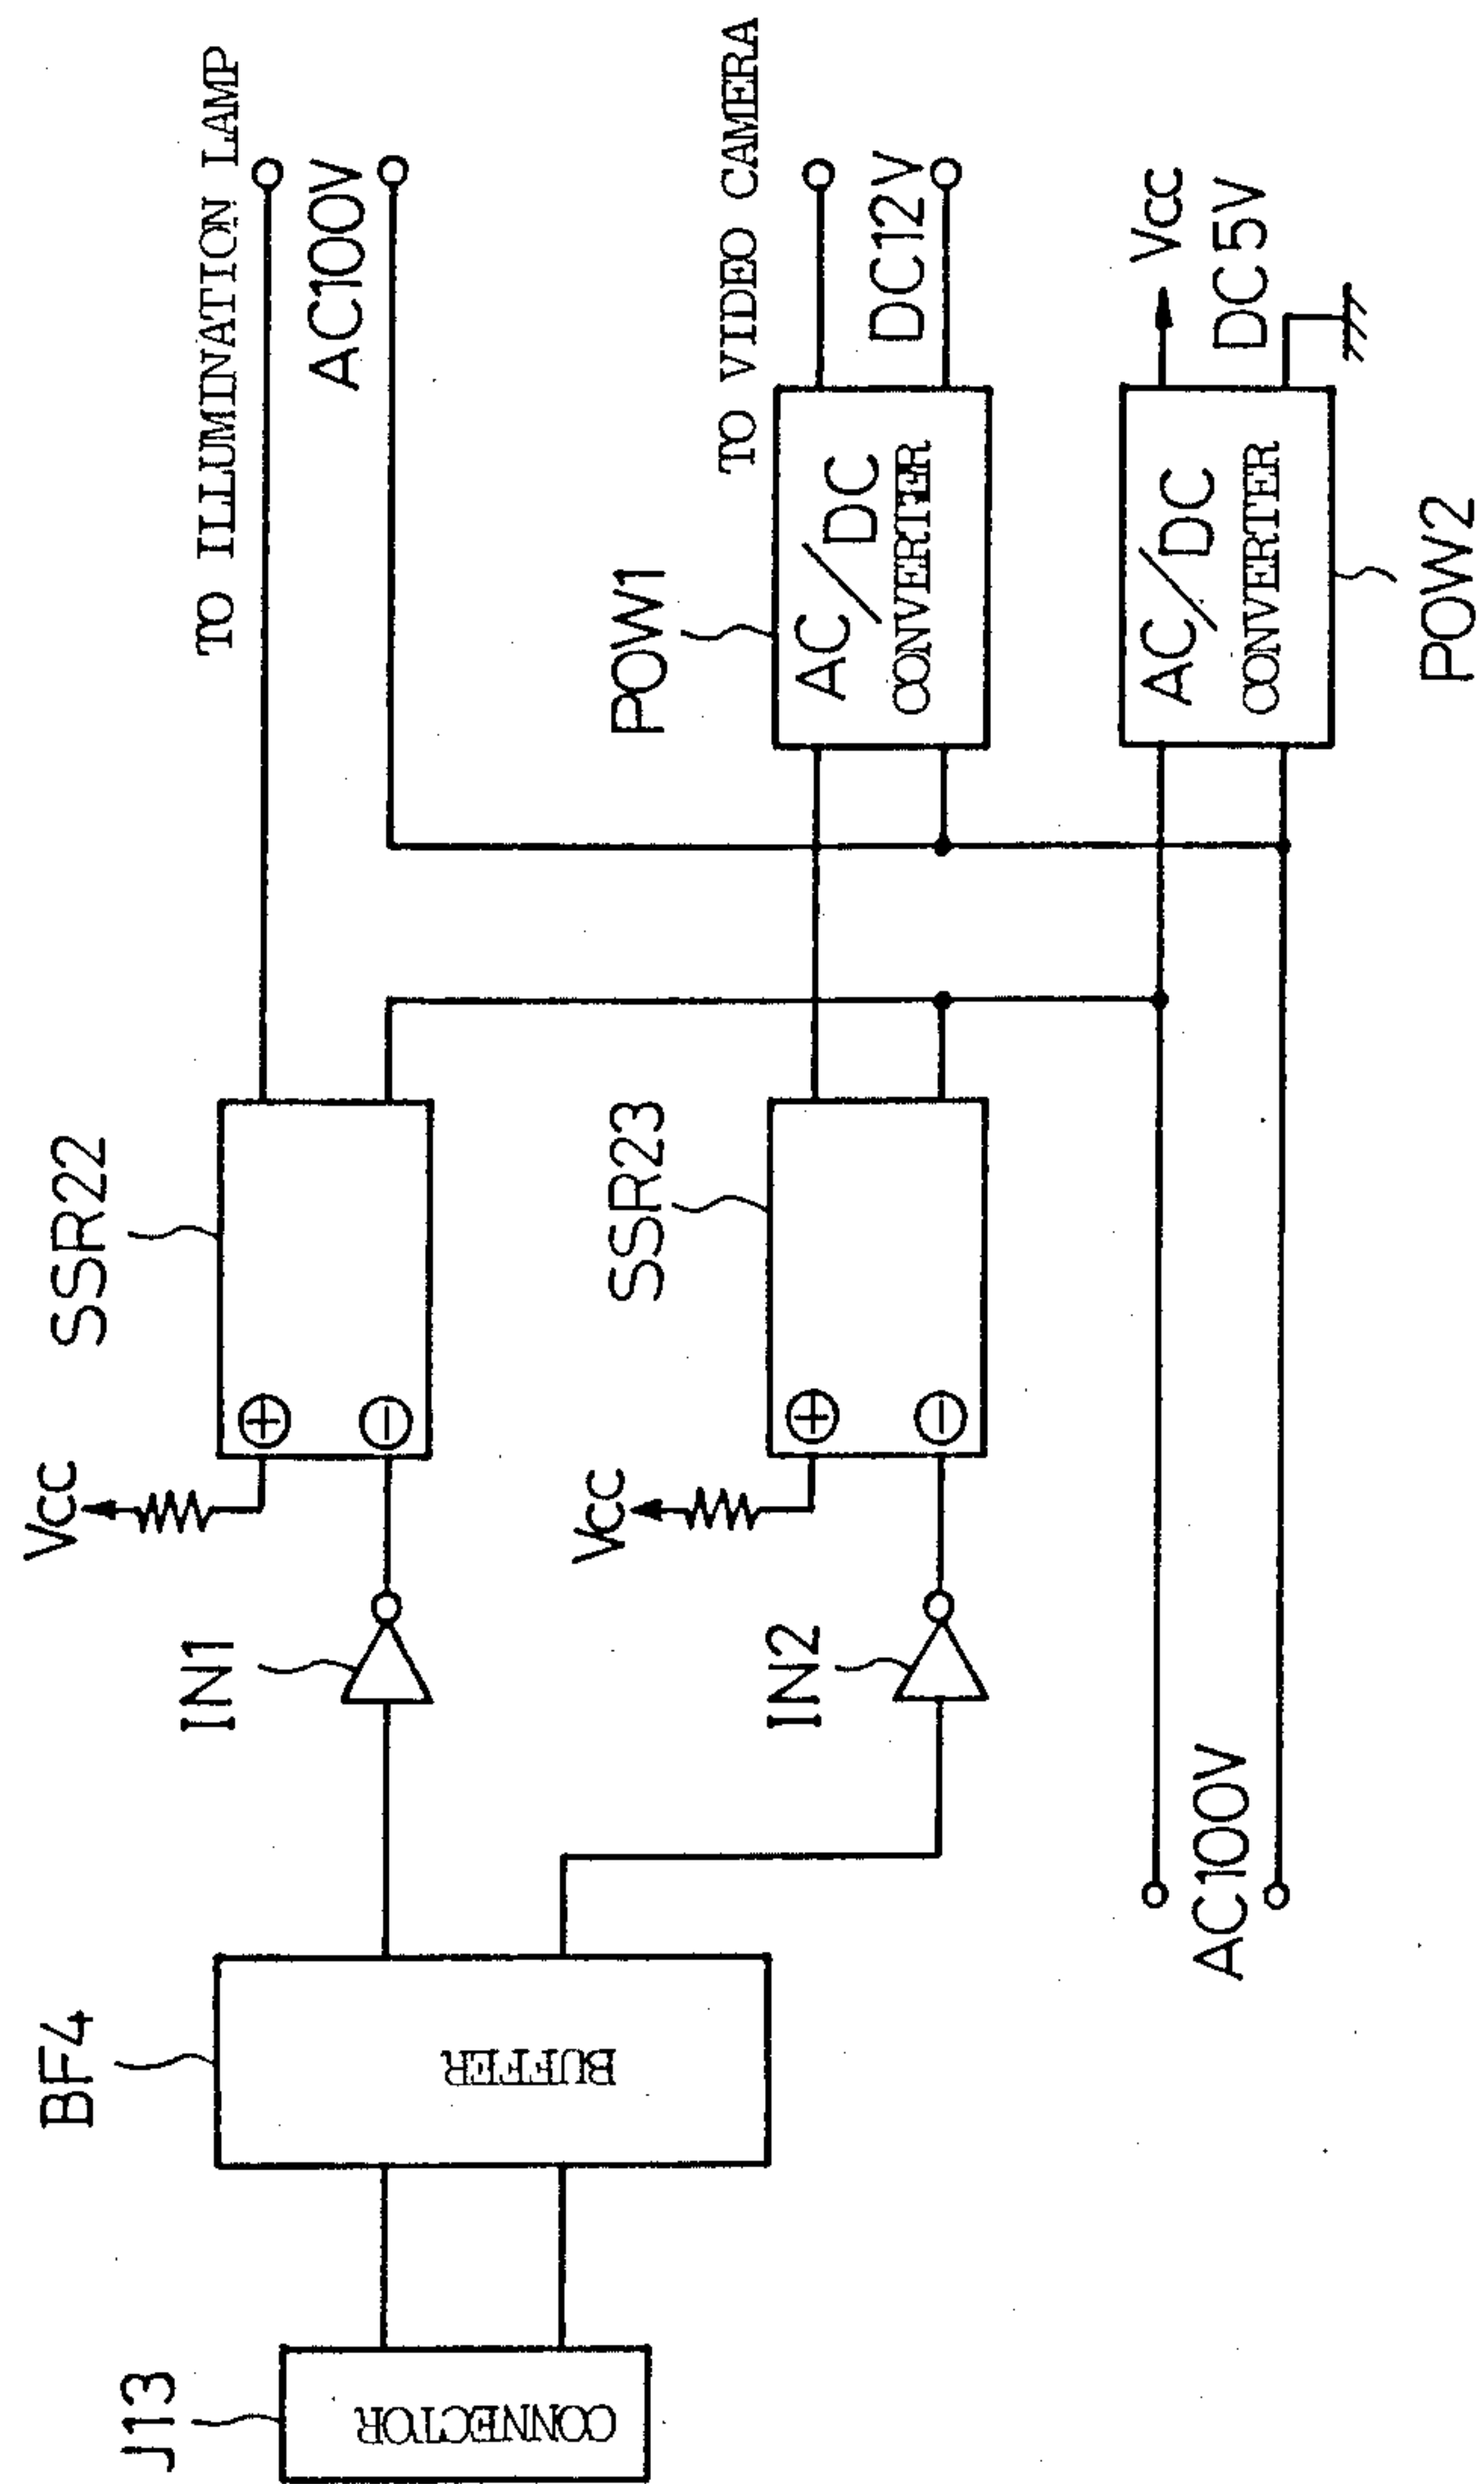 J13
CONNECTOR
BF4
BUFFER
IN1
IN2
Vcc
SSR22
Vcc
SSR23
TO ILLUMINATION LAMP
AC100V
POW1
AC/DC
CONVERTER
TO VIDEO CAMERA
DC12V
AC100V
AC/DC
CONVERTER
POW2
Vcc
DC5V